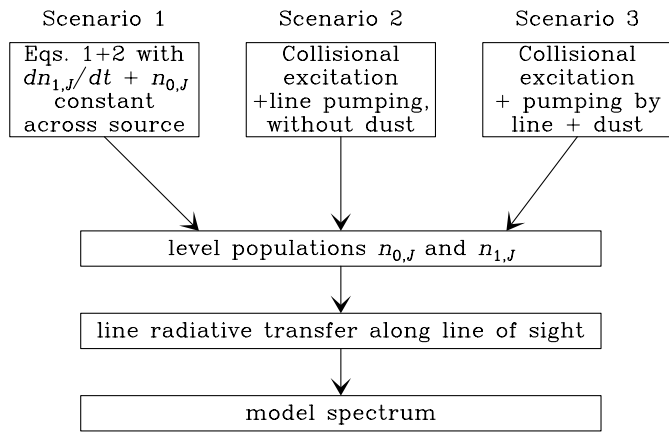 Scenario 1
Scenario 2
Scenario 3
Eqs. 1+2 with
dn₁,J/dt + n₀,J
constant
across source
Collisional
excitation
+line pumping,
without dust
Collisional
excitation
+ pumping by
line + dust
level populations n₀,J and n₁,J
line radiative transfer along line of sight
model spectrum